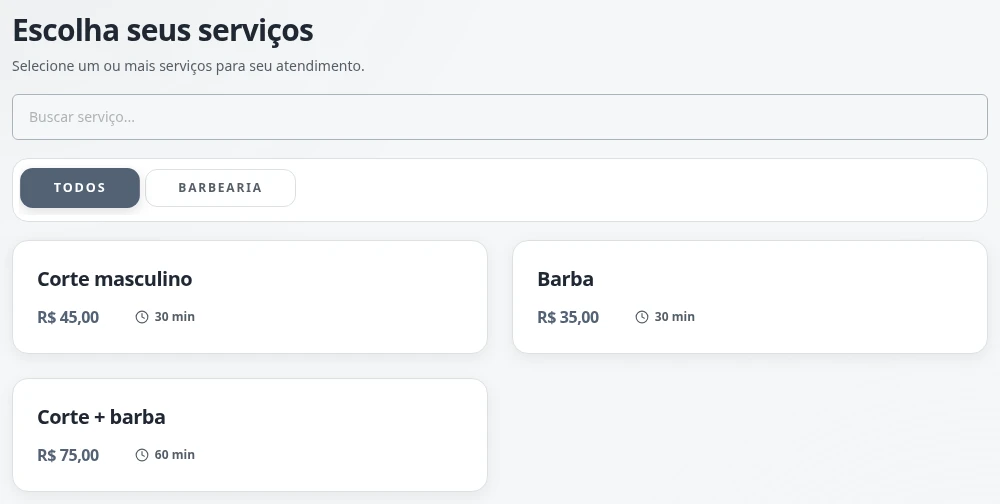 Escolha seus serviços
Selecione um ou mais serviços para seu atendimento.
Buscar serviço...
TODOS
BARBEARIA
Corte masculino
R$ 45,00
30 min
Barba
R$ 35,00
30 min
Corte + barba
R$ 75,00
60 min